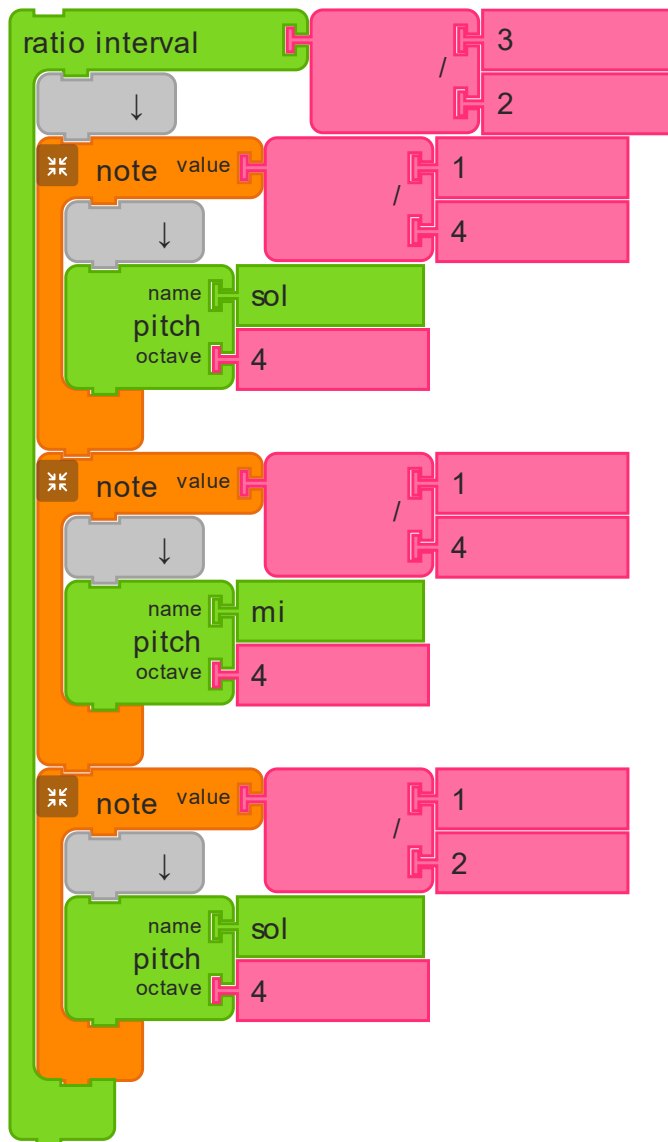 ratio interval
3
/
2
↓
note value
1
/
4
↓
name sol
pitch
octave 4
note value
1
/
4
↓
name mi
pitch
octave 4
note value
1
/
2
↓
name sol
pitch
octave 4